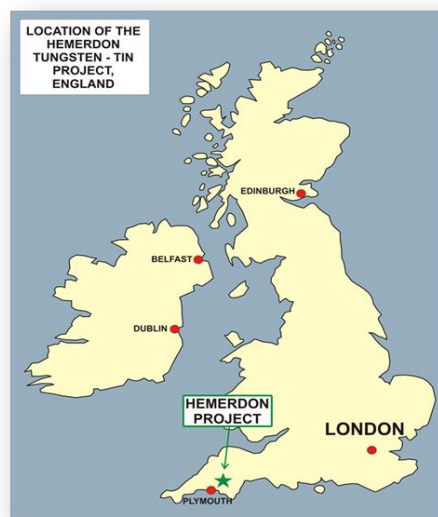 LOCATION OF THE
HEMERDON
TUNGSTEN - TIN
PROJECT,
ENGLAND
EDINBURGH
BELFAST
DUBLIN
HEMERDON
PROJECT
LONDON
PLYMOUTH